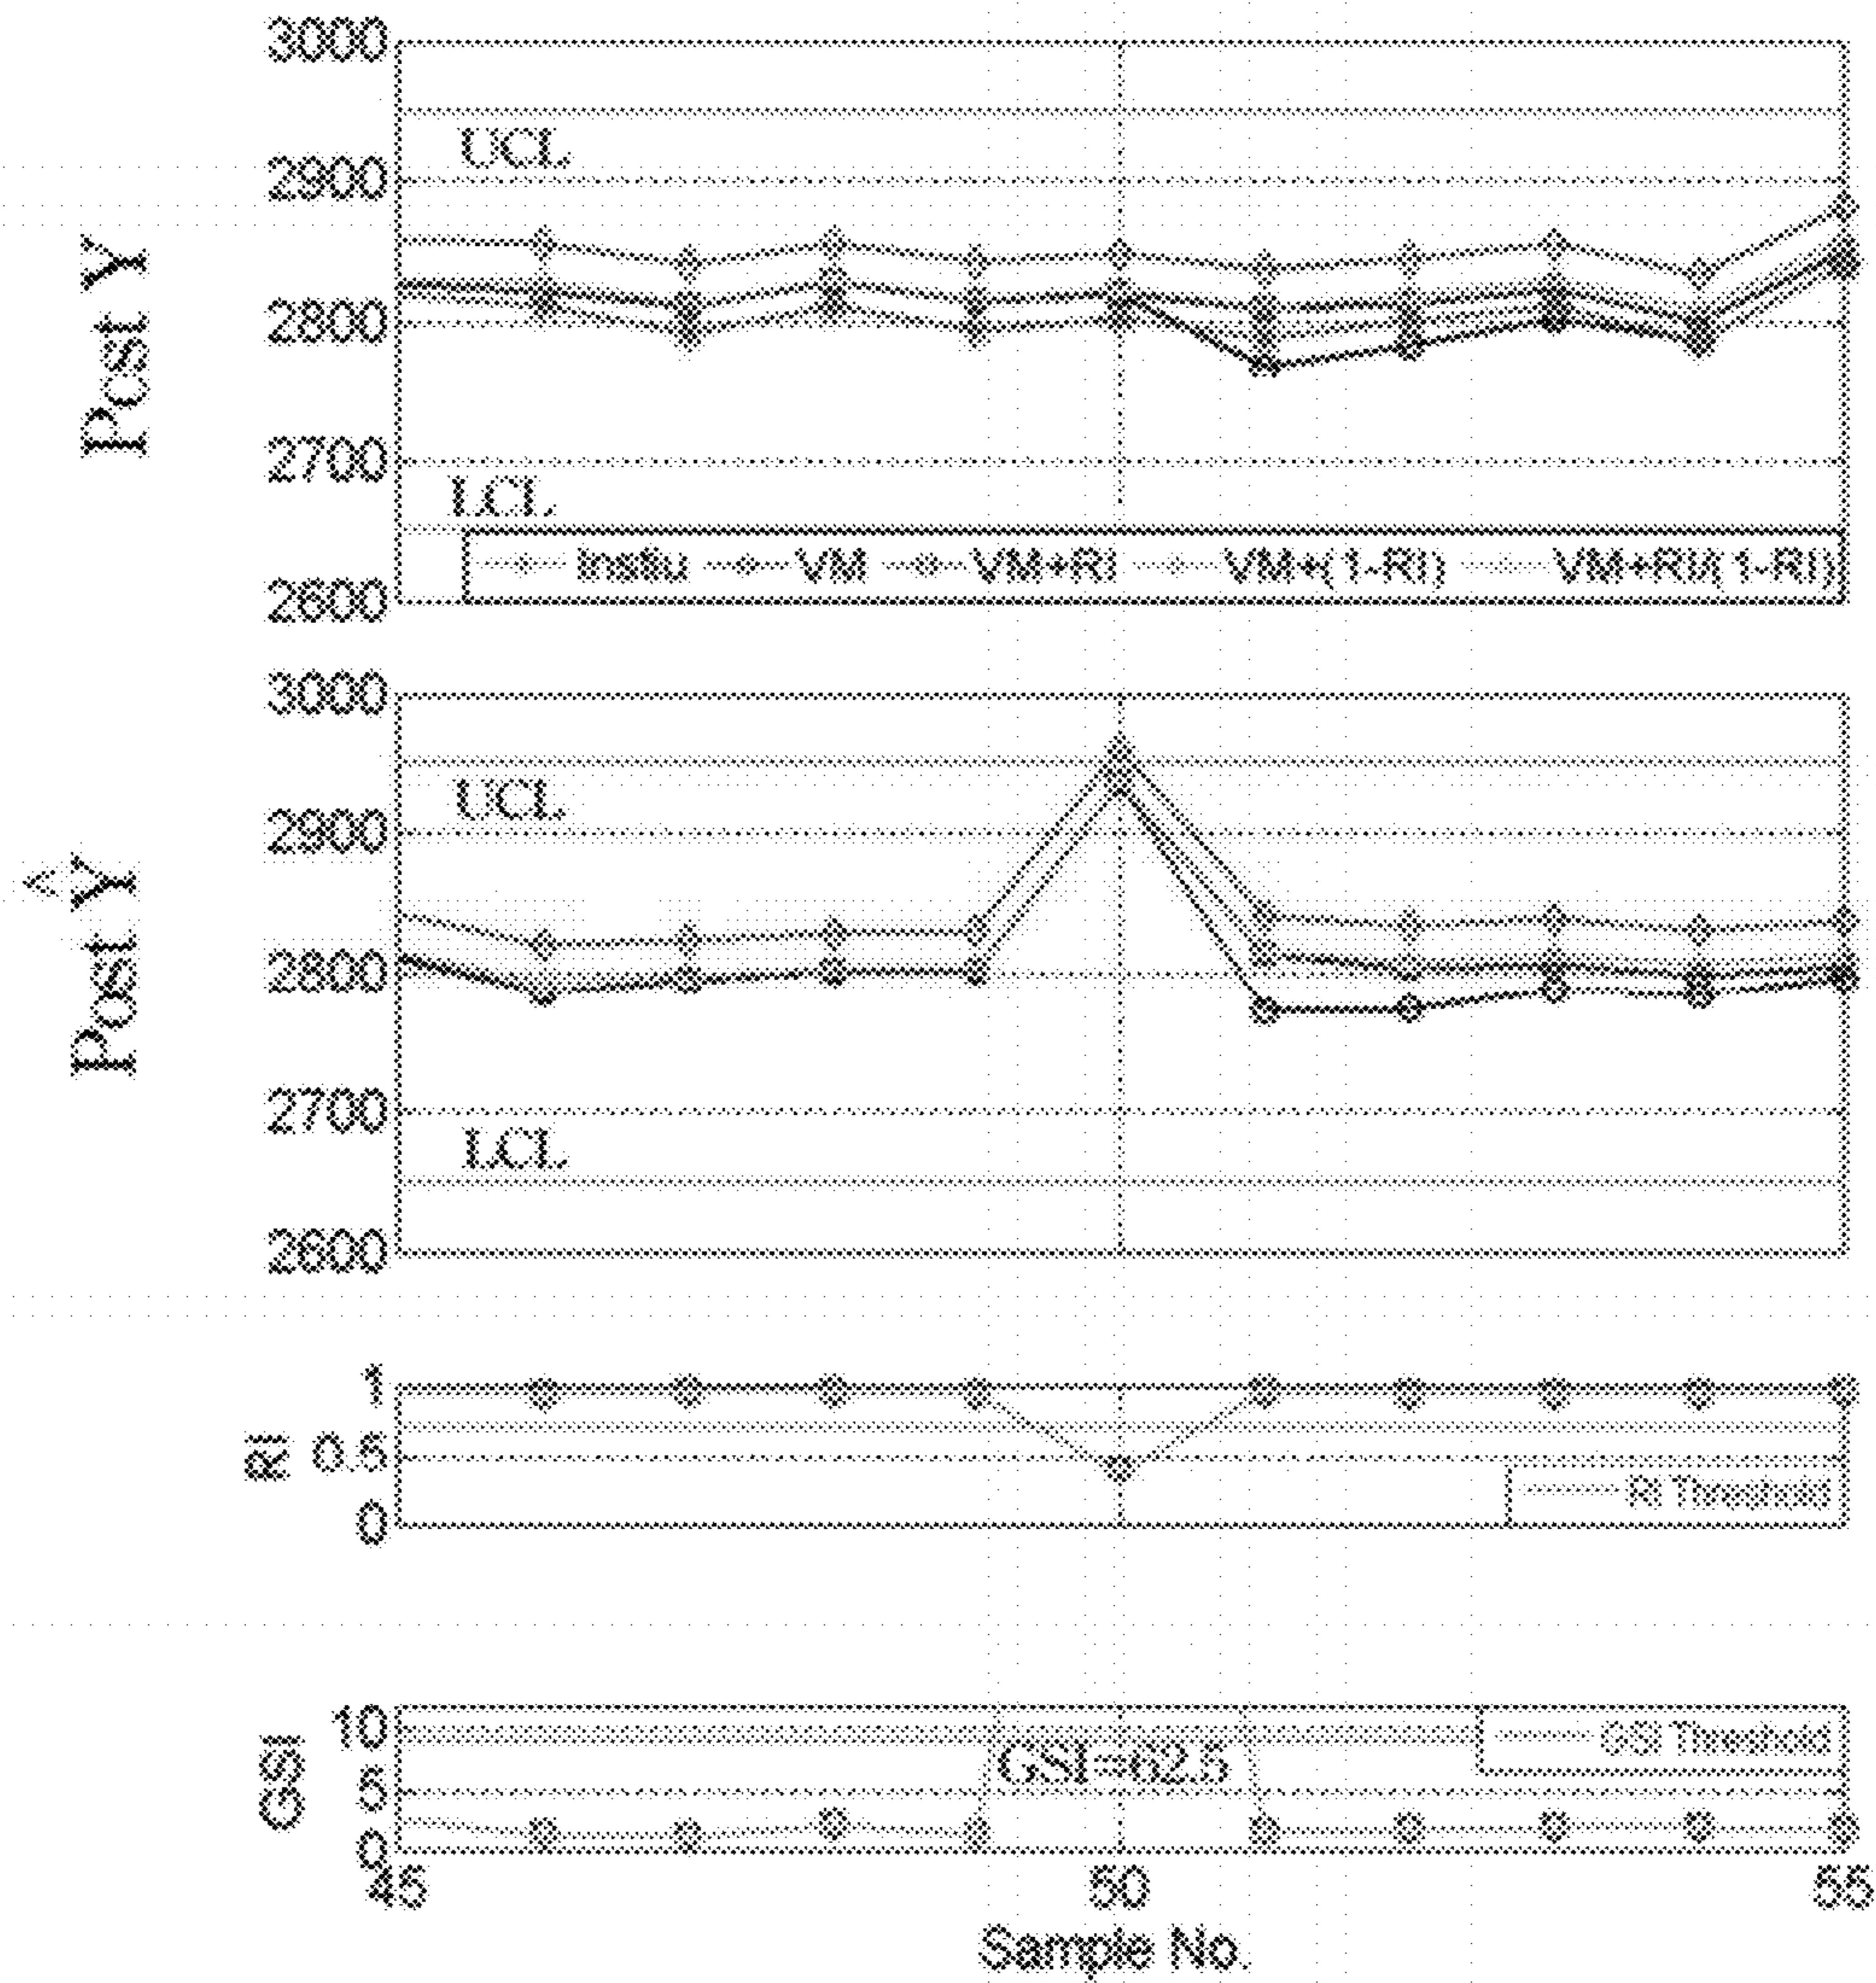 3000
UCL
2900
Post Y
2800
2700
LCL
Insitu VM VM+RI VM+(1-RI) VM+RI/(1-RI)
2600
3000
UCL
2900
Post Ŷ
2800
2700
LCL
2600
1
RI 0.5
RI Threshold
0
10
GSI Threshold
GSI=62.5
GSI
5
0
45 50 55
Sample No.